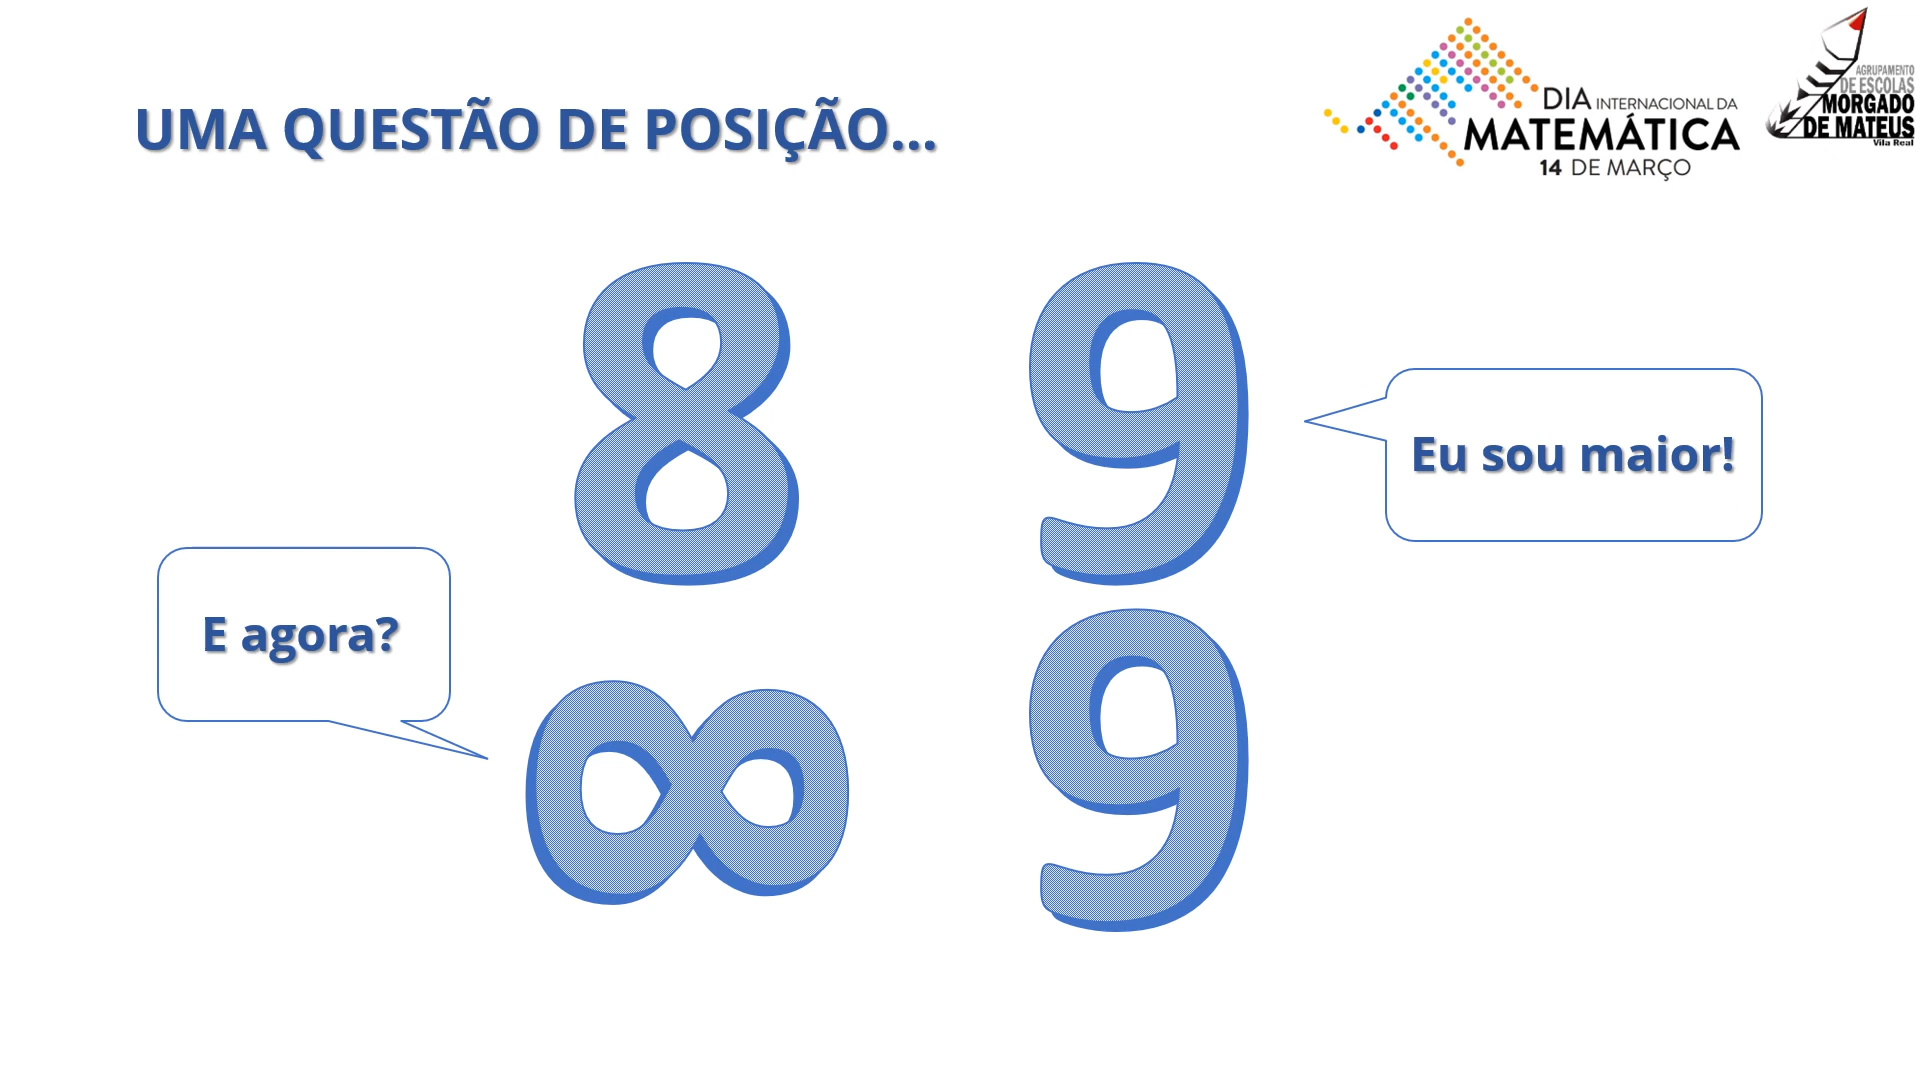 UMA QUESTÃO DE POSIÇÃO...
DIA INTERNACIONAL DA
MATEMÁTICA
14 DE MARÇO
AGRUPAMENTO
DE ESCOLAS
MORGADO
DE MATEUS
Vila Real
8 9
Eu sou maior!
E agora?
∞ 9